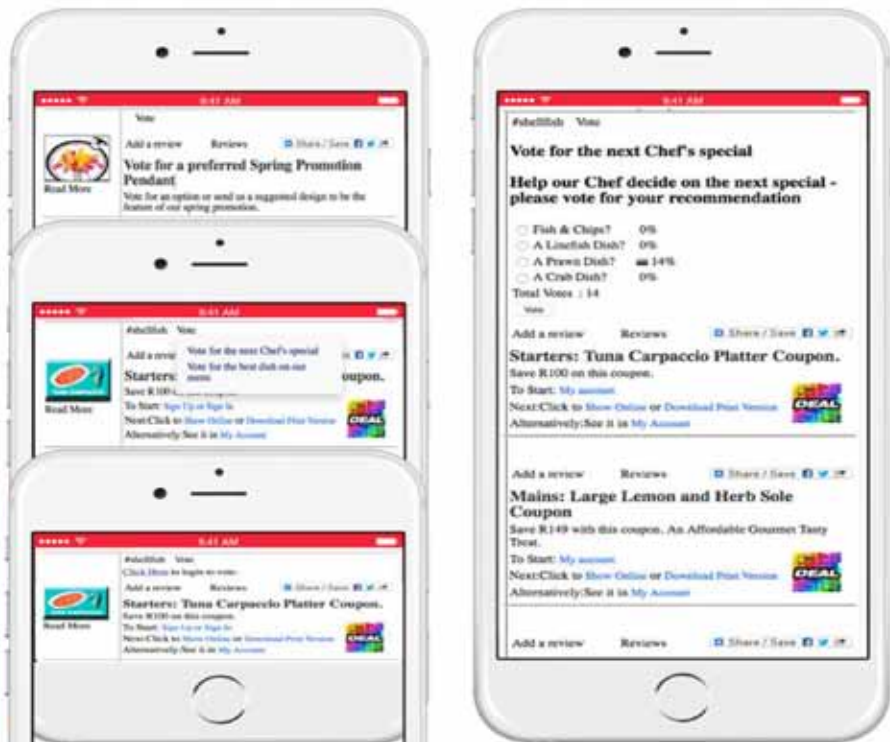 9:41 AM
Vote
Add a review Reviews Share / Save
Vote for a preferred Spring Promotion
Pendant
Read More
Vote for an option or send us a suggested design to be the
feature of our spring promotion.
9:41 AM
#shellfish Vote
Vote for the next Chef's special
Add a review
Vote for the best dish on our
menu
Starters: oupon.
Read More
Save R100
To Start: Sign Up or Sign In
Next:Click to Show Online or Download Print Version
DEAL
Alternatively:See it in My Account
9:41 AM
#shellfish Vote
Click Here to login to vote.
Add a review Reviews Share / Save
Starters: Tuna Carpaccio Platter Coupon.
Read More
Save R100 on this coupon.
To Start: Sign Up or Sign In
Next:Click to Show Online or Download Print Version
DEAL
Alternatively:See it in My Account
9:41 AM
#shellfish Vote
Vote for the next Chef's special
Help our Chef decide on the next special -
please vote for your recommendation
Fish & Chips? 0%
A Linefish Dish? 0%
A Prawn Dish? 14%
A Crab Dish? 0%
Total Votes : 14
Vote
Add a review Reviews Share / Save
Starters: Tuna Carpaccio Platter Coupon.
Save R100 on this coupon.
To Start: My account
Next:Click to Show Online or Download Print Version
DEAL
Alternatively:See it in My Account
Add a review Reviews Share / Save
Mains: Large Lemon and Herb Sole
Coupon
Save R149 with this coupon. An Affordable Gourmet Tasty
Treat.
To Start: My account
Next:Click to Show Online or Download Print Version
DEAL
Alternatively:See it in My Account
Add a review Reviews Share / Save